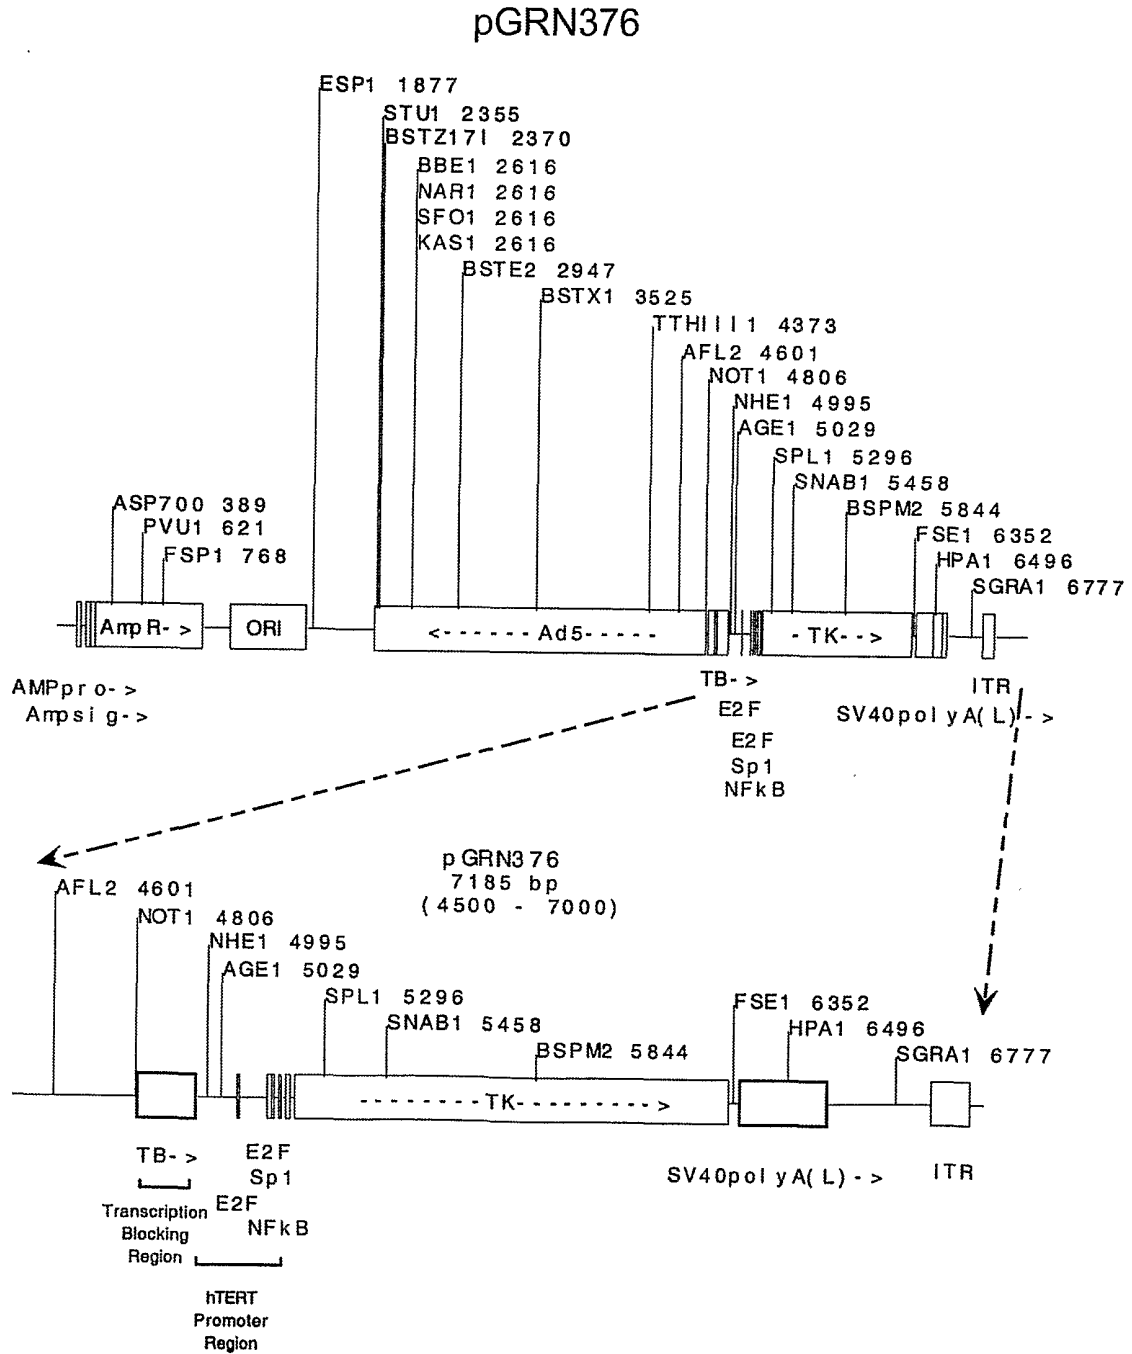 pGRN376
ESP1 1877
STU1 2355
BSTZ17I 2370
BBE1 2616
NAR1 2616
SFO1 2616
KAS1 2616
BSTE2 2947
BSTX1 3525
TTHIII1 4373
AFL2 4601
NOT1 4806
NHE1 4995
AGE1 5029
SPL1 5296
SNAB1 5458
BSPM2 5844
FSE1 6352
HPA1 6496
SGRA1 6777
ASP700 389
PVU1 621
FSP1 768
AmpR-> ORI <------Ad5----- -TK-->
AMPpro->
Ampsig->
TB->
E2F
E2F
Sp1
NFkB
ITR
SV40polyA(L)->
pGRN376
7185 bp
(4500 - 7000)
AFL2 4601
NOT1 4806
NHE1 4995
AGE1 5029
SPL1 5296
SNAB1 5458
BSPM2 5844
FSE1 6352
HPA1 6496
SGRA1 6777
--------TK--------->
TB->
E2F
Sp1
E2F
NFkB
SV40polyA(L)->
ITR
Transcription
Blocking
Region
hTERT
Promoter
Region